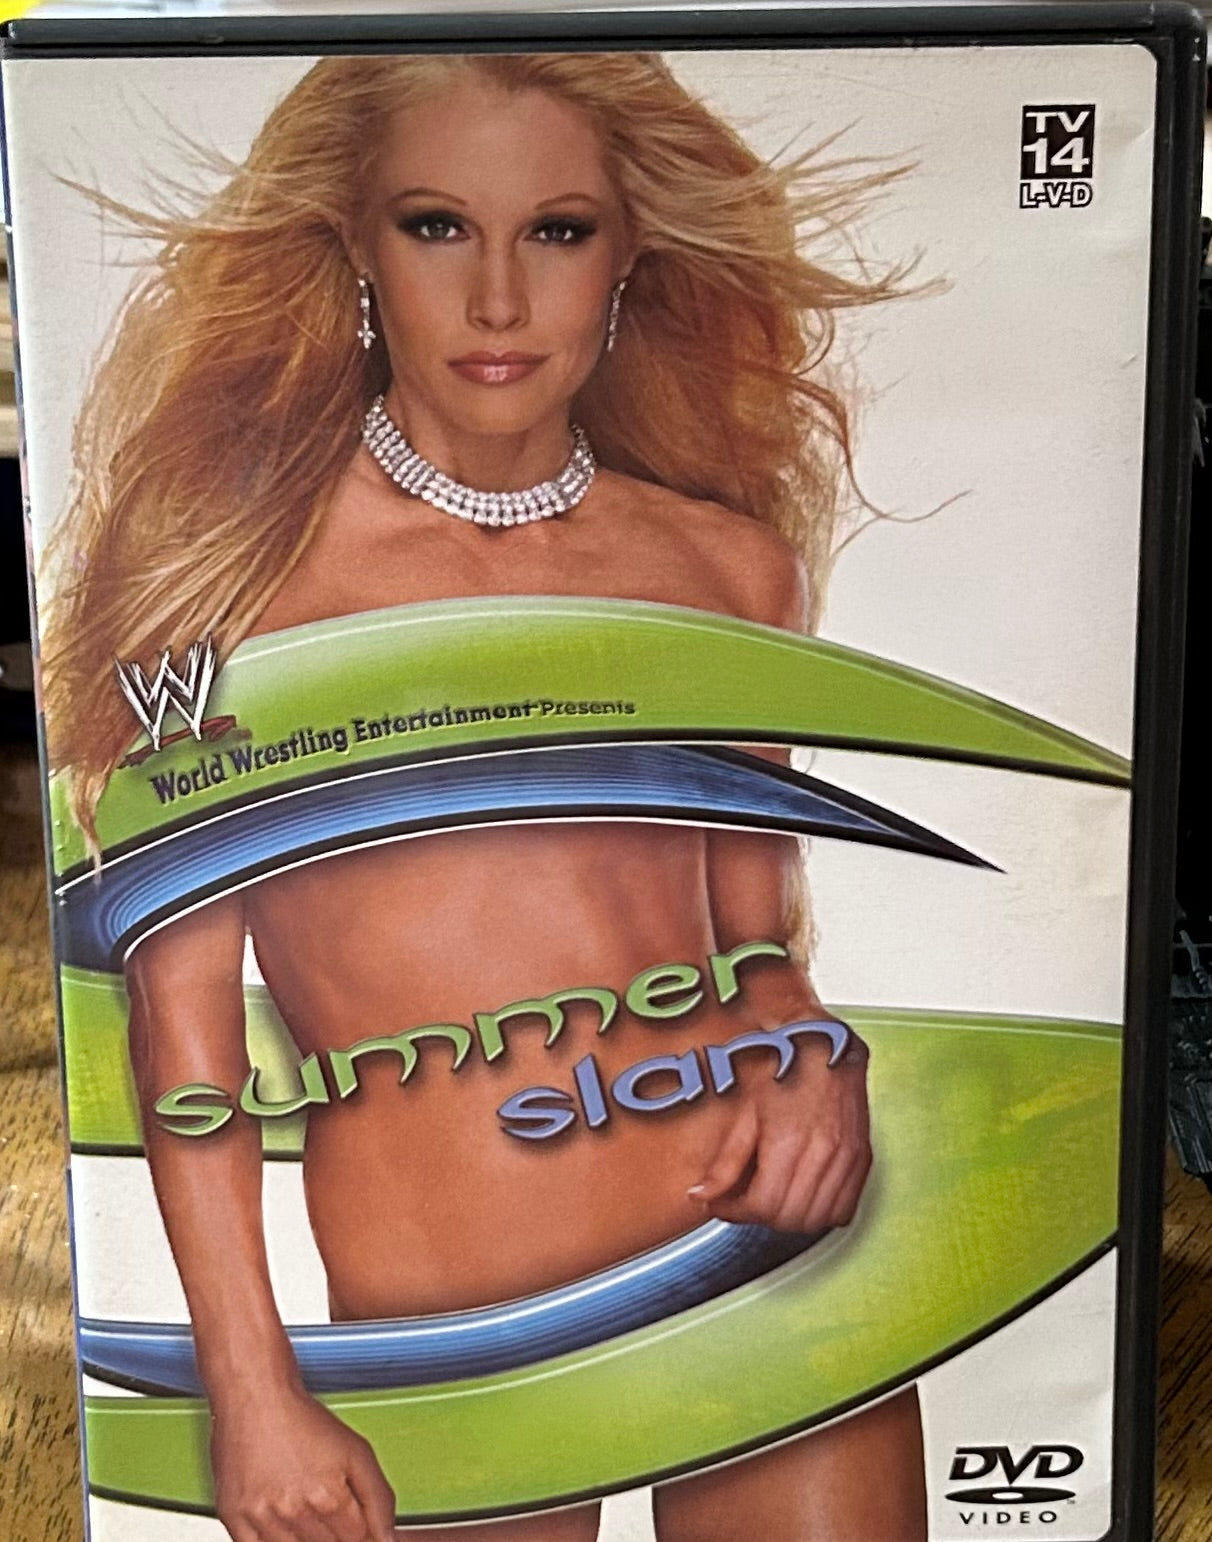 TV
14
L-V-D
W
World Wrestling Entertainment Presents
summer
slam
DVD
VIDEO